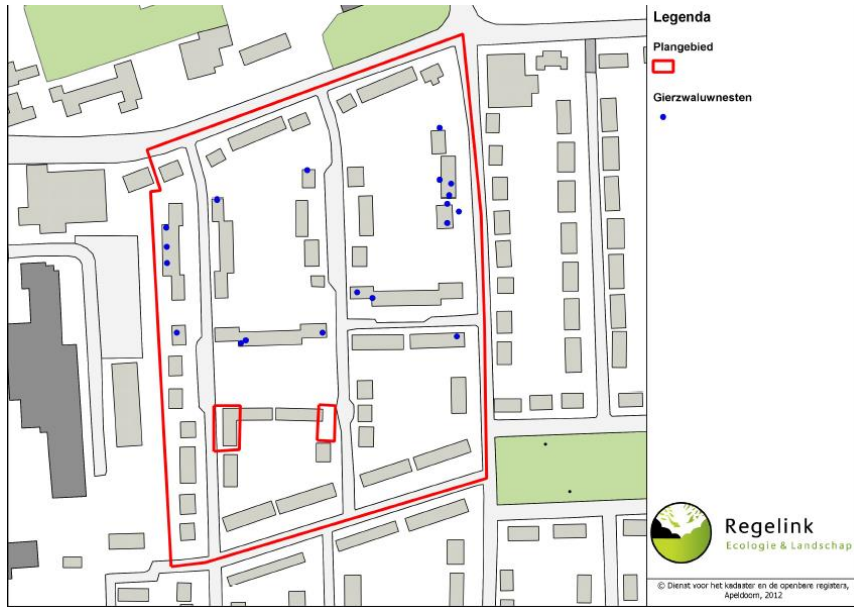 Legenda
Plangebied
Gierzwaluwnesten
Regelink
Ecologie & Landschap
© Dienst voor het kadaster en de openbare registers,
Apeldoorn, 2012